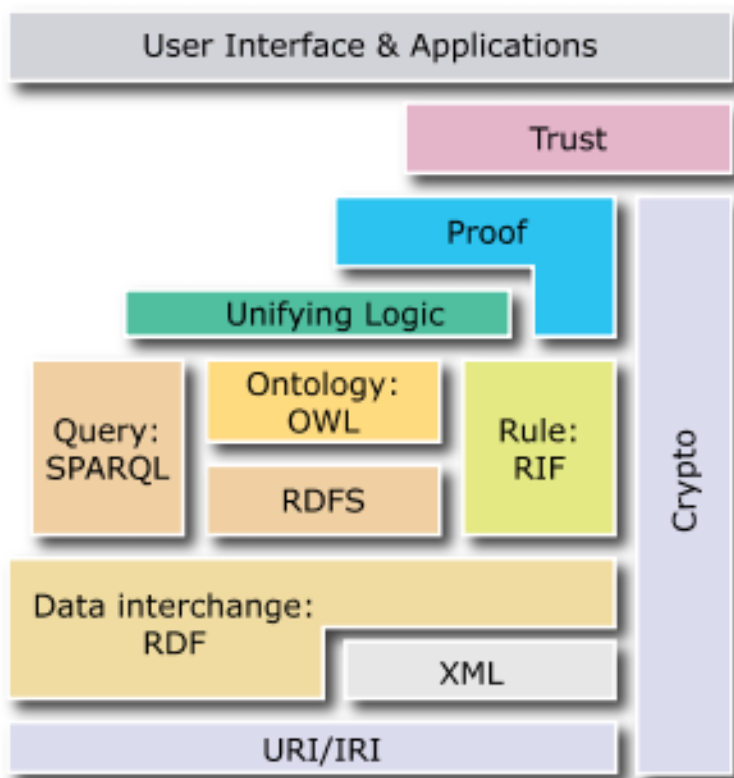 User Interface & Applications
Trust
Proof
Unifying Logic
Query:
SPARQL
Ontology:
OWL
RDFS
Rule:
RIF
Crypto
Data interchange:
RDF
XML
URI/IRI